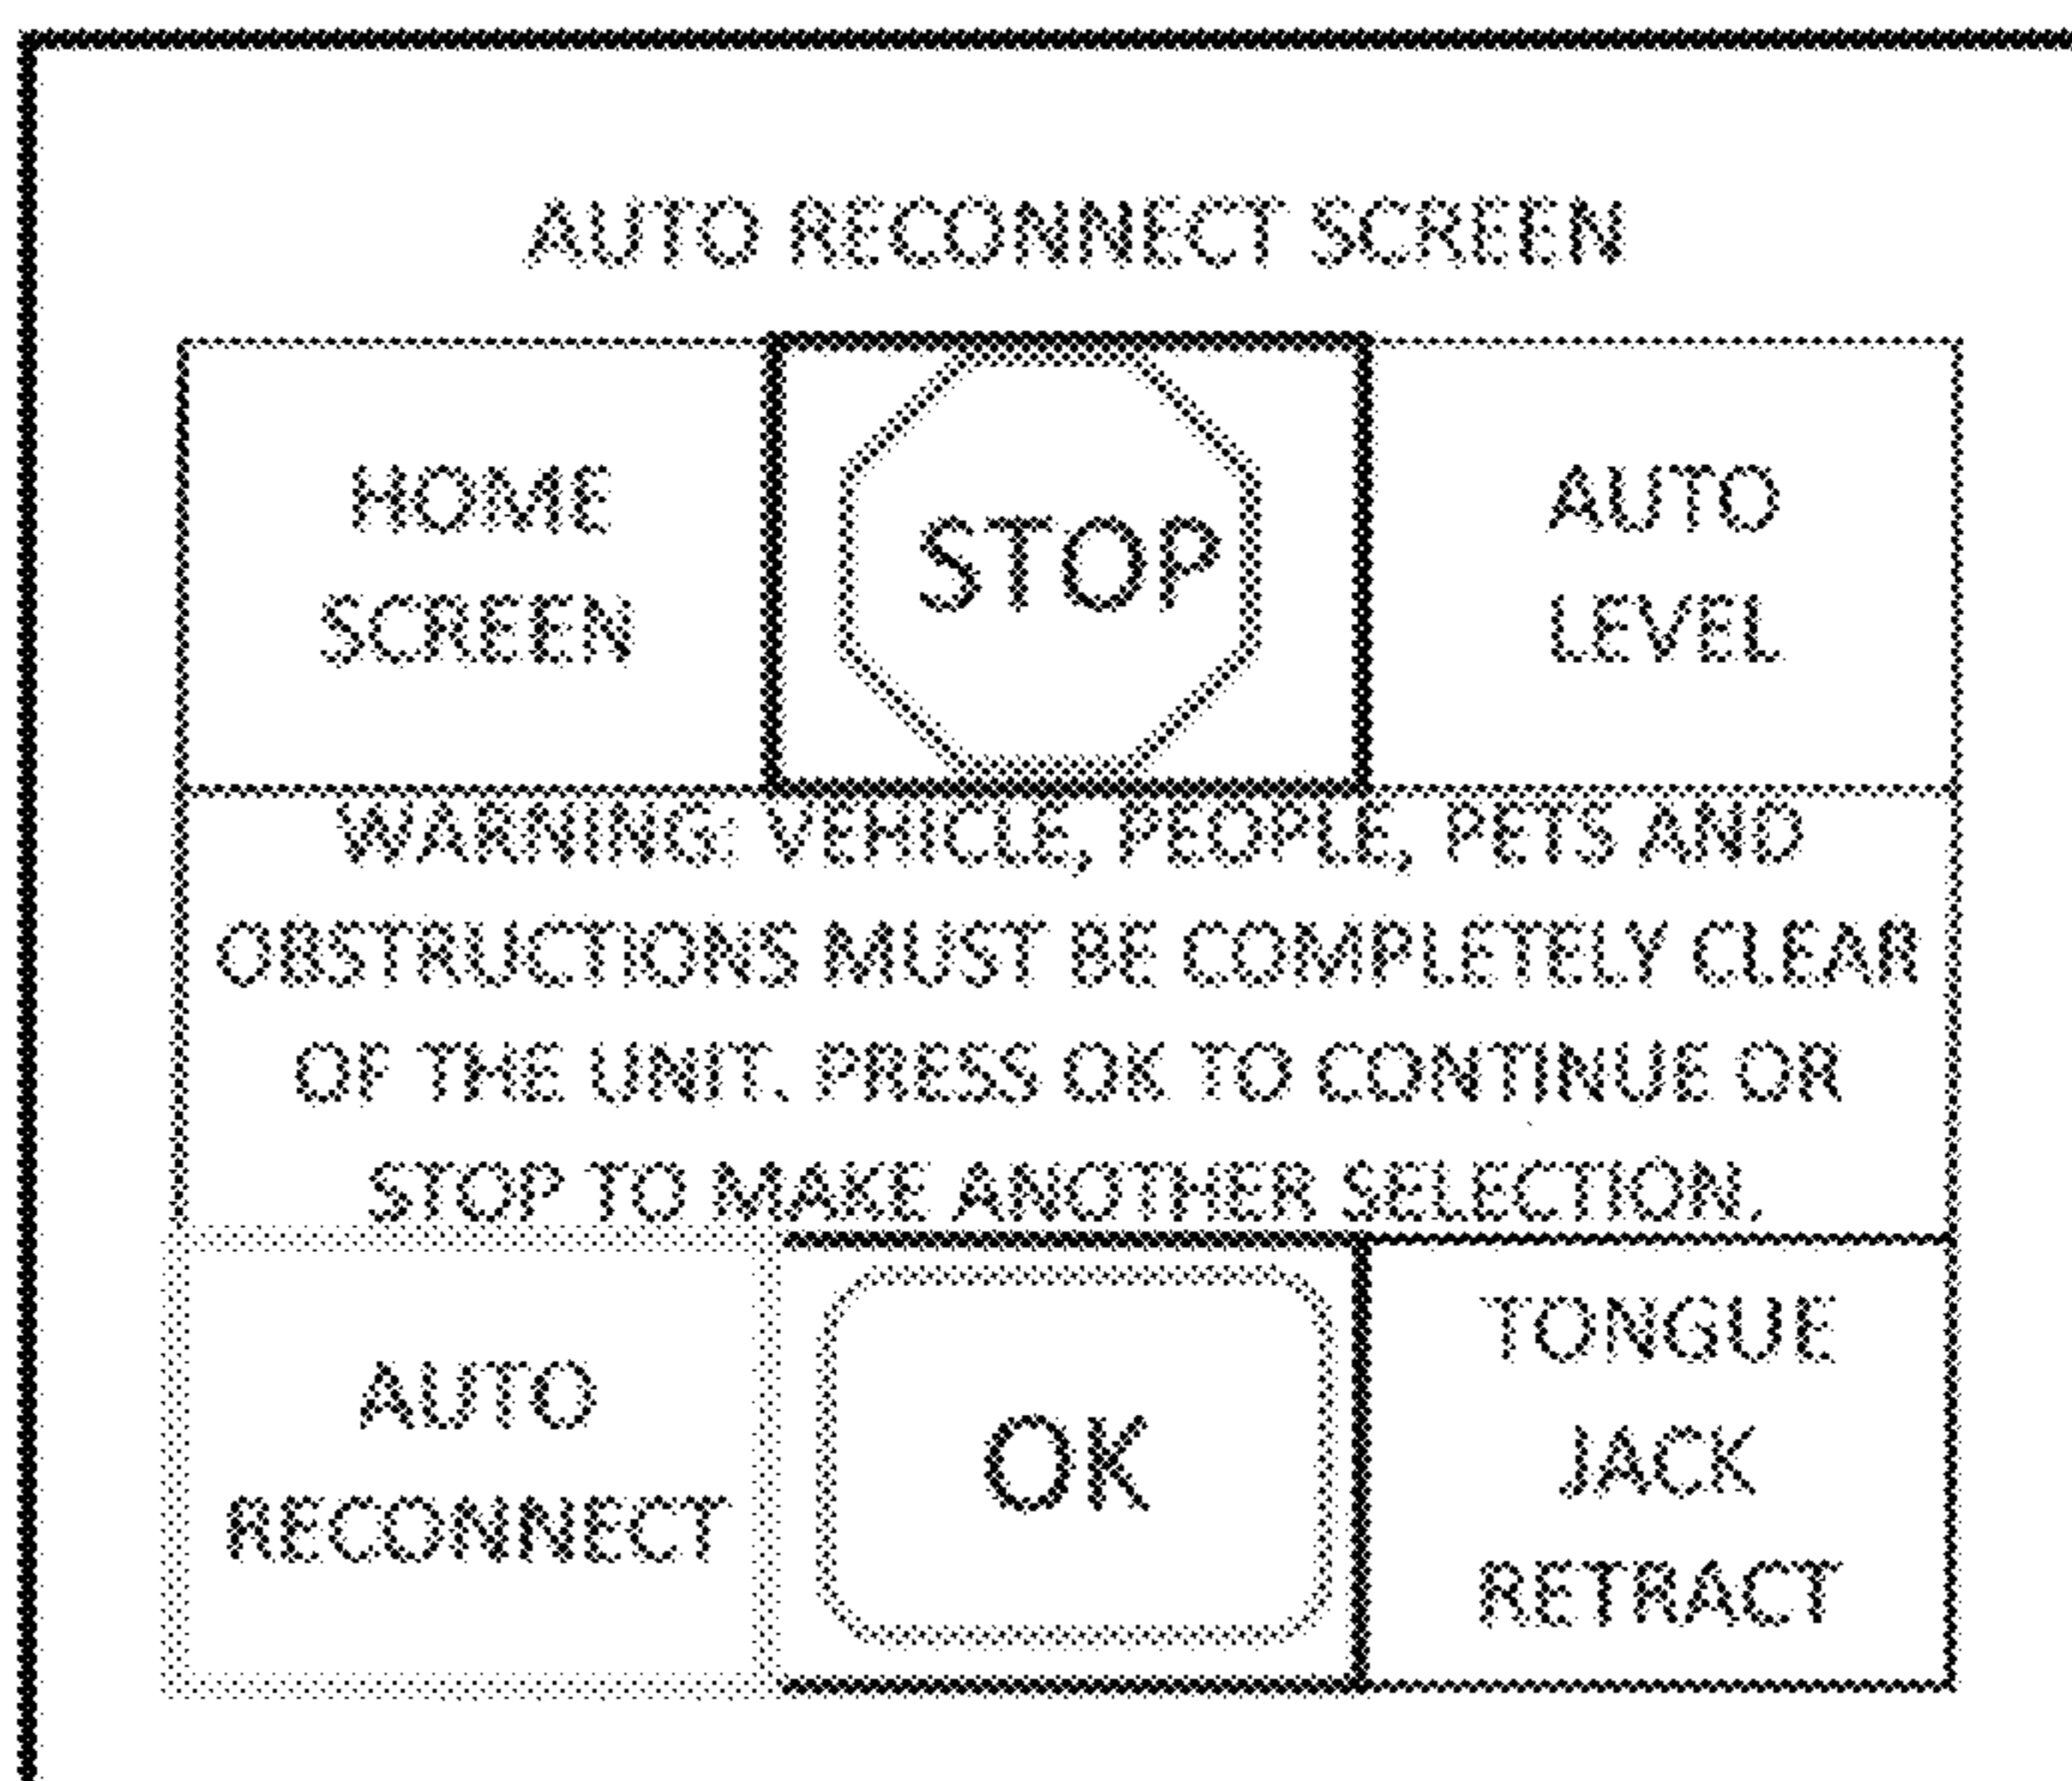 AUTO RECONNECT SCREEN
HOME
SCREEN
STOP
AUTO
LEVEL
WARNING: VEHICLE, PEOPLE, PETS AND
OBSTRUCTIONS MUST BE COMPLETELY CLEAR
OF THE UNIT. PRESS OK TO CONTINUE OR
STOP TO MAKE ANOTHER SELECTION.
AUTO
RECONNECT
OK
TONGUE
JACK
RETRACT